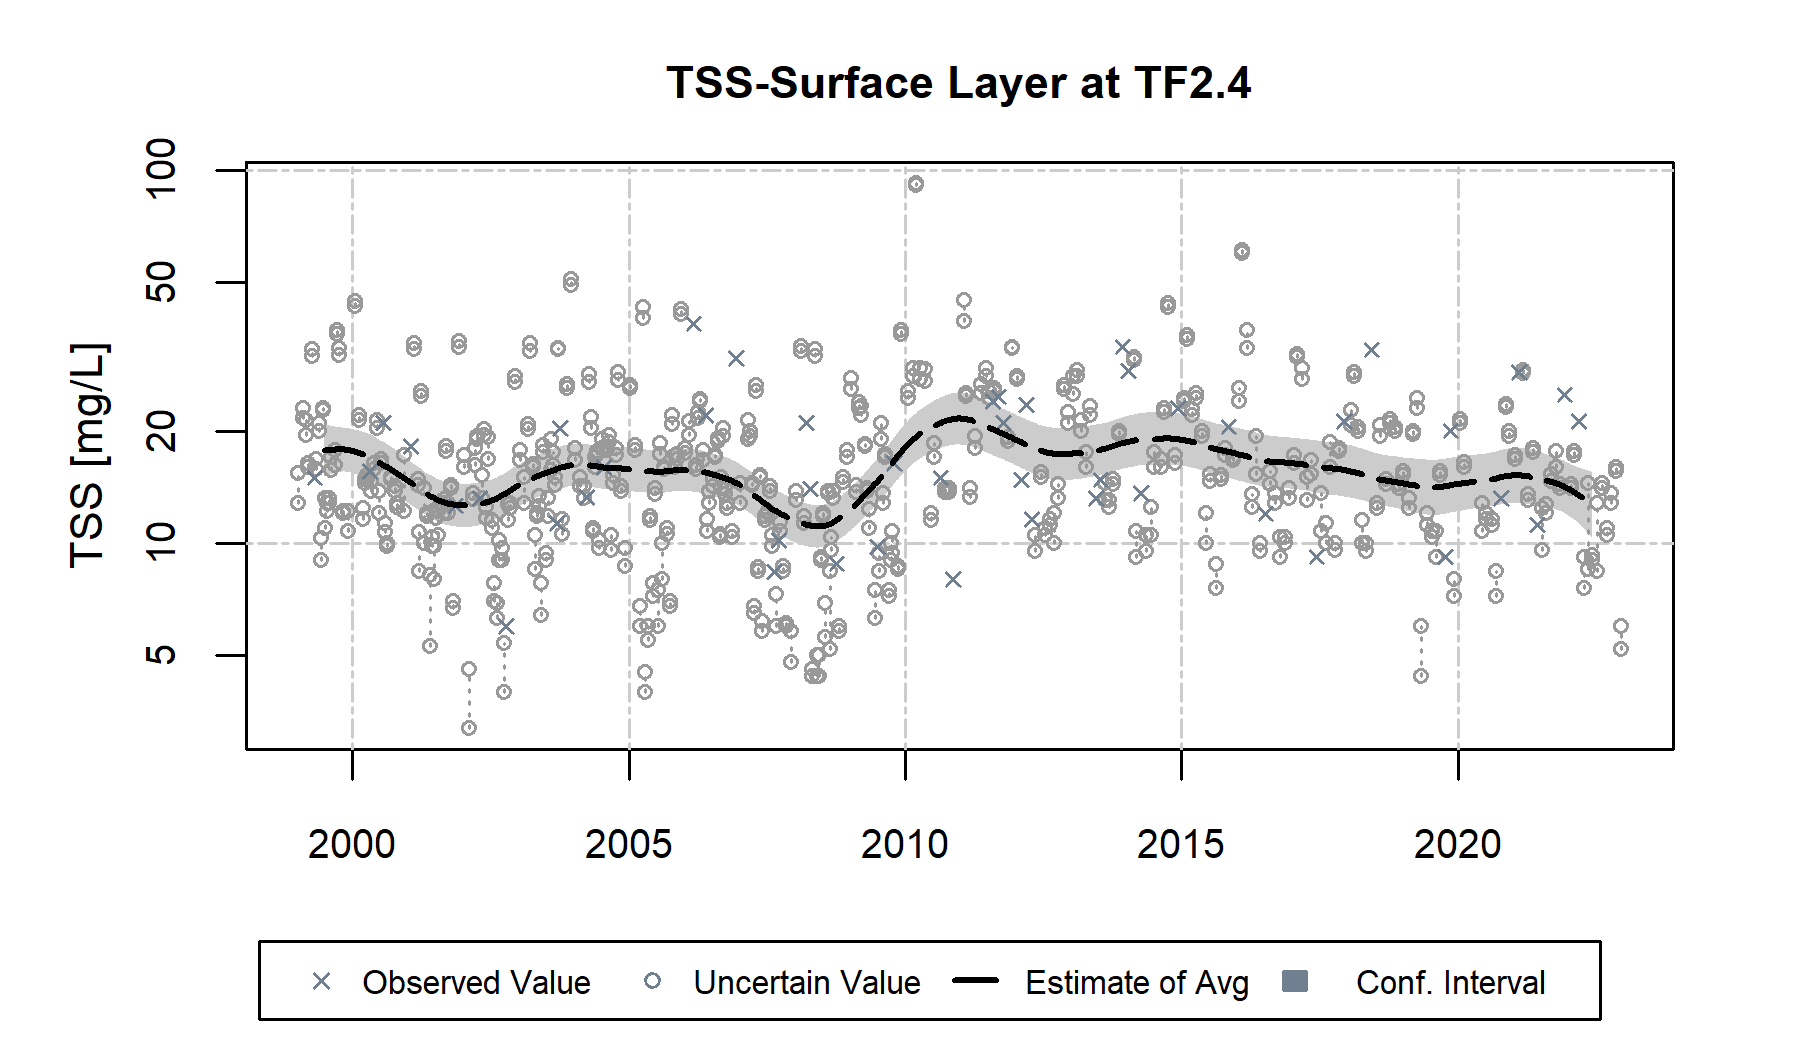 TSS-Surface Layer at TF2.4
TSS [mg/L]
100
50
20
10
5
2000 2005 2010 2015 2020
Observed Value Uncertain Value Estimate of Avg Conf. Interval